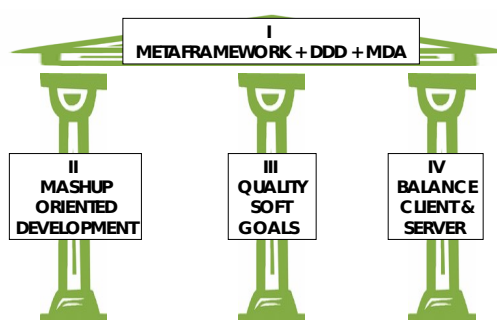 I
METAFRAMEWORK + DDD + MDA
II
MASHUP
ORIENTED
DEVELOPMENT
III
QUALITY
SOFT
GOALS
IV
BALANCE
CLIENT &
SERVER